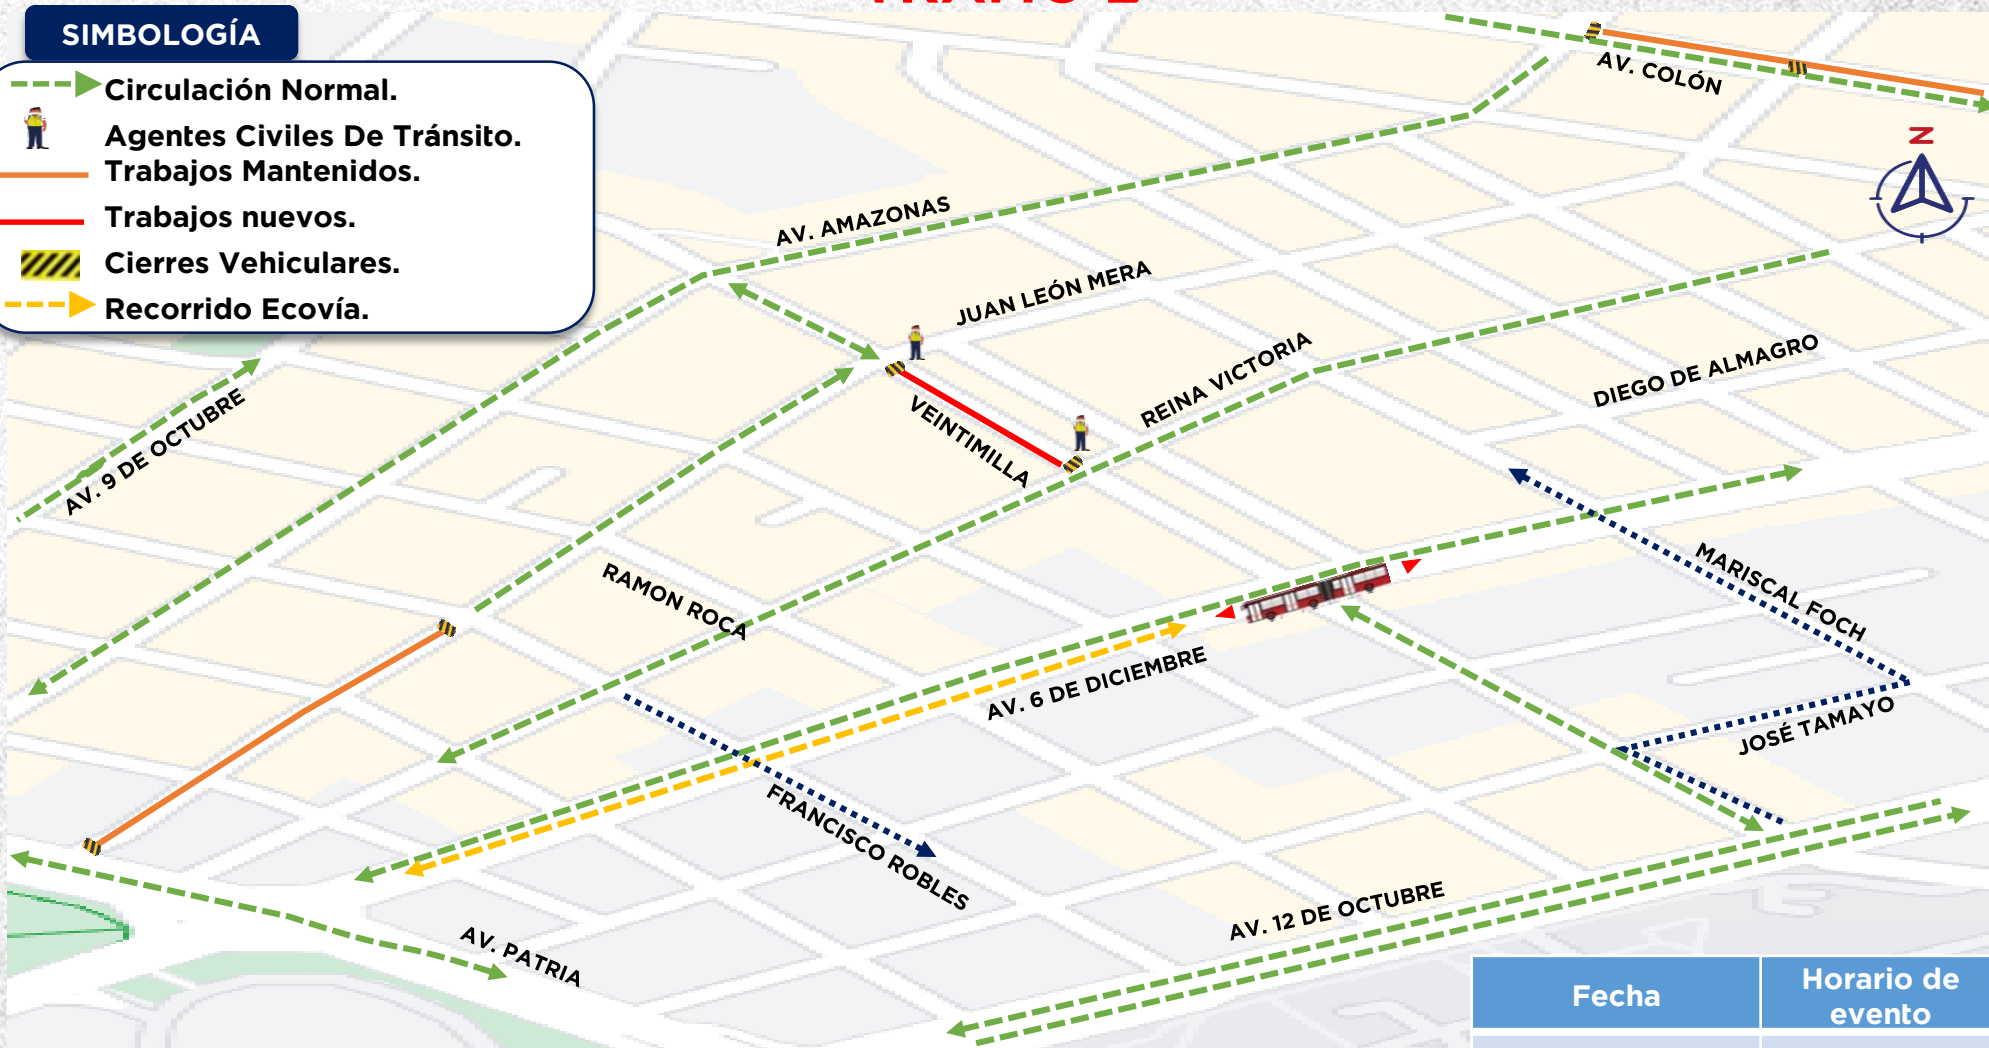 SIMBOLOGÍA
Circulación Normal.
Agentes Civiles De Tránsito.
Trabajos Mantenidos.
Trabajos nuevos.
Cierres Vehiculares.
Recorrido Ecovía.
AV. COLÓN
N
AV. AMAZONAS
JUAN LEÓN MERA
REINA VICTORIA
DIEGO DE ALMAGRO
AV. 9 DE OCTUBRE
VEINTIMILLA
RAMON ROCA
MARISCAL FOCH
AV. 6 DE DICIEMBRE
JOSÉ TAMAYO
FRANCISCO ROBLES
AV. 12 DE OCTUBRE
AV. PATRIA
Fecha
Horario de
evento